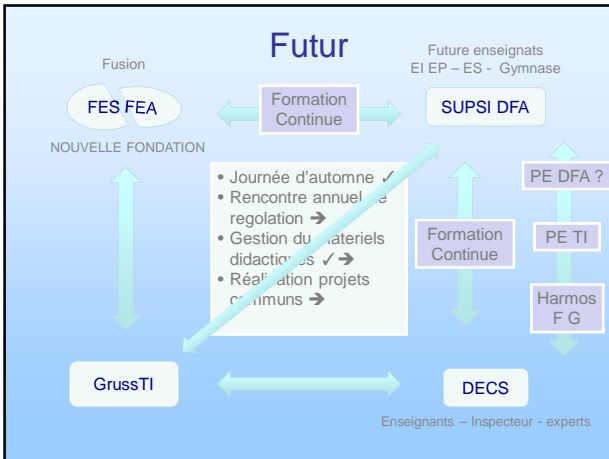 Futur
Fusion
FES FEA
NOUVELLE FONDATION
Formation
Continue
Future enseignats
EI EP – ES - Gymnase
SUPSI DFA
• Journée d'automne ✓
• Rencontre annuel de
regolation ➔
• Gestion du materiels
didactiques ✓➔
• Réalisation projets
communs ➔
Formation
Continue
PE DFA ?
PE TI
Harmos
F G
GrussTI
DECS
Enseignants – Inspecteur - experts